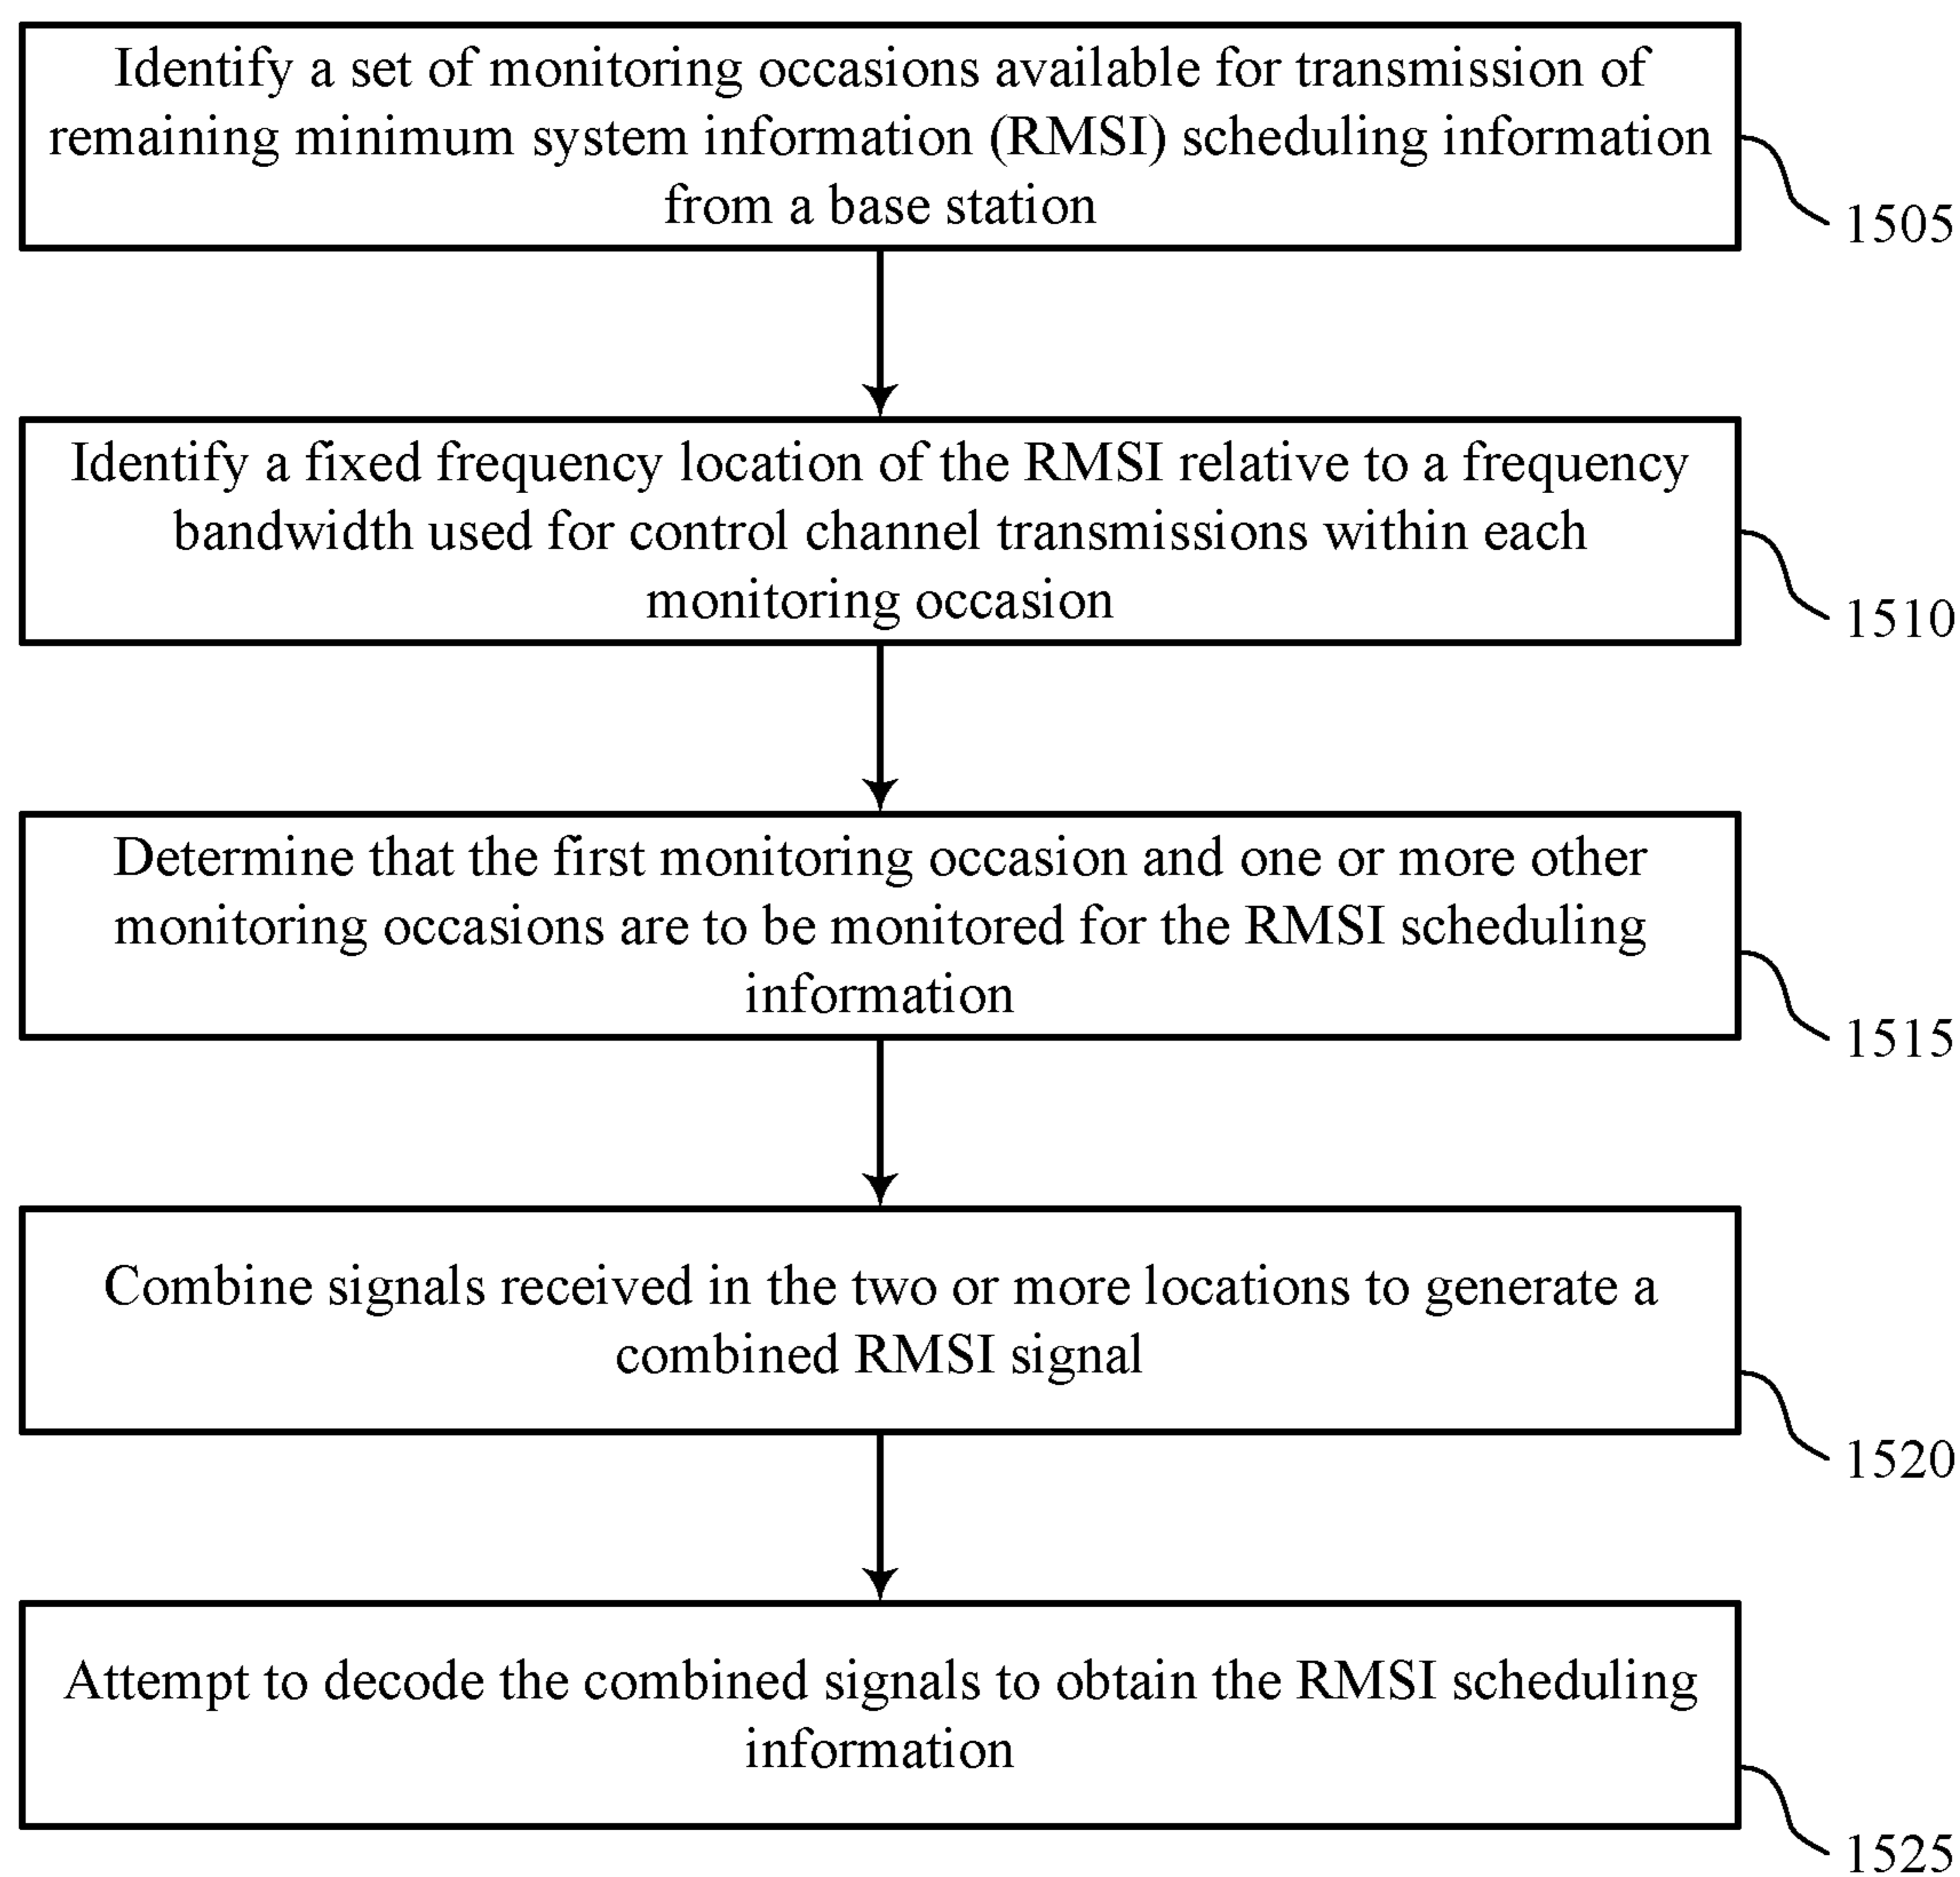 Identify a set of monitoring occasions available for transmission of
remaining minimum system information (RMSI) scheduling information
from a base station
1505
Identify a fixed frequency location of the RMSI relative to a frequency
bandwidth used for control channel transmissions within each
monitoring occasion
1510
Determine that the first monitoring occasion and one or more other
monitoring occasions are to be monitored for the RMSI scheduling
information
1515
Combine signals received in the two or more locations to generate a
combined RMSI signal
1520
Attempt to decode the combined signals to obtain the RMSI scheduling
information
1525